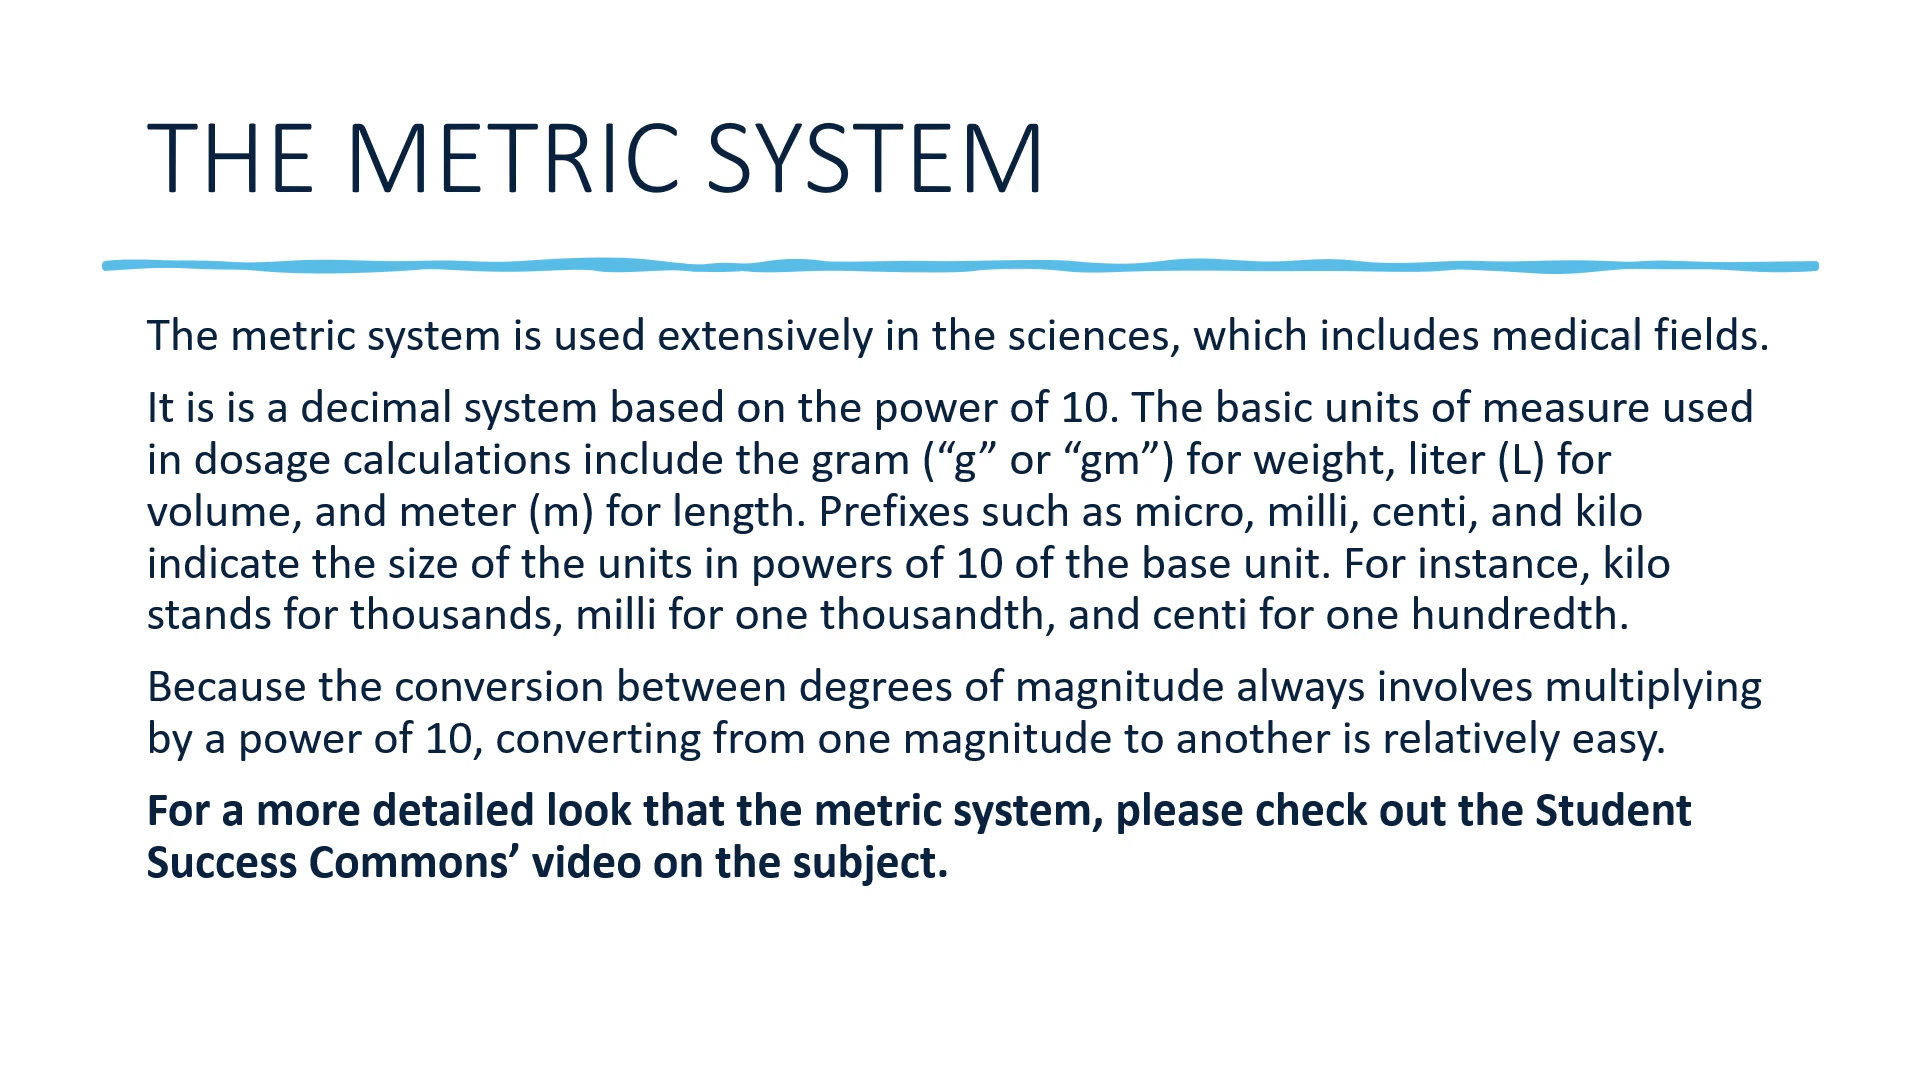 THE METRIC SYSTEM
The metric system is used extensively in the sciences, which includes medical fields.
It is is a decimal system based on the power of 10. The basic units of measure used
in dosage calculations include the gram (“g” or “gm”) for weight, liter (L) for
volume, and meter (m) for length. Prefixes such as micro, milli, centi, and kilo
indicate the size of the units in powers of 10 of the base unit. For instance, kilo
stands for thousands, milli for one thousandth, and centi for one hundredth.
Because the conversion between degrees of magnitude always involves multiplying
by a power of 10, converting from one magnitude to another is relatively easy.
For a more detailed look that the metric system, please check out the Student
Success Commons’ video on the subject.